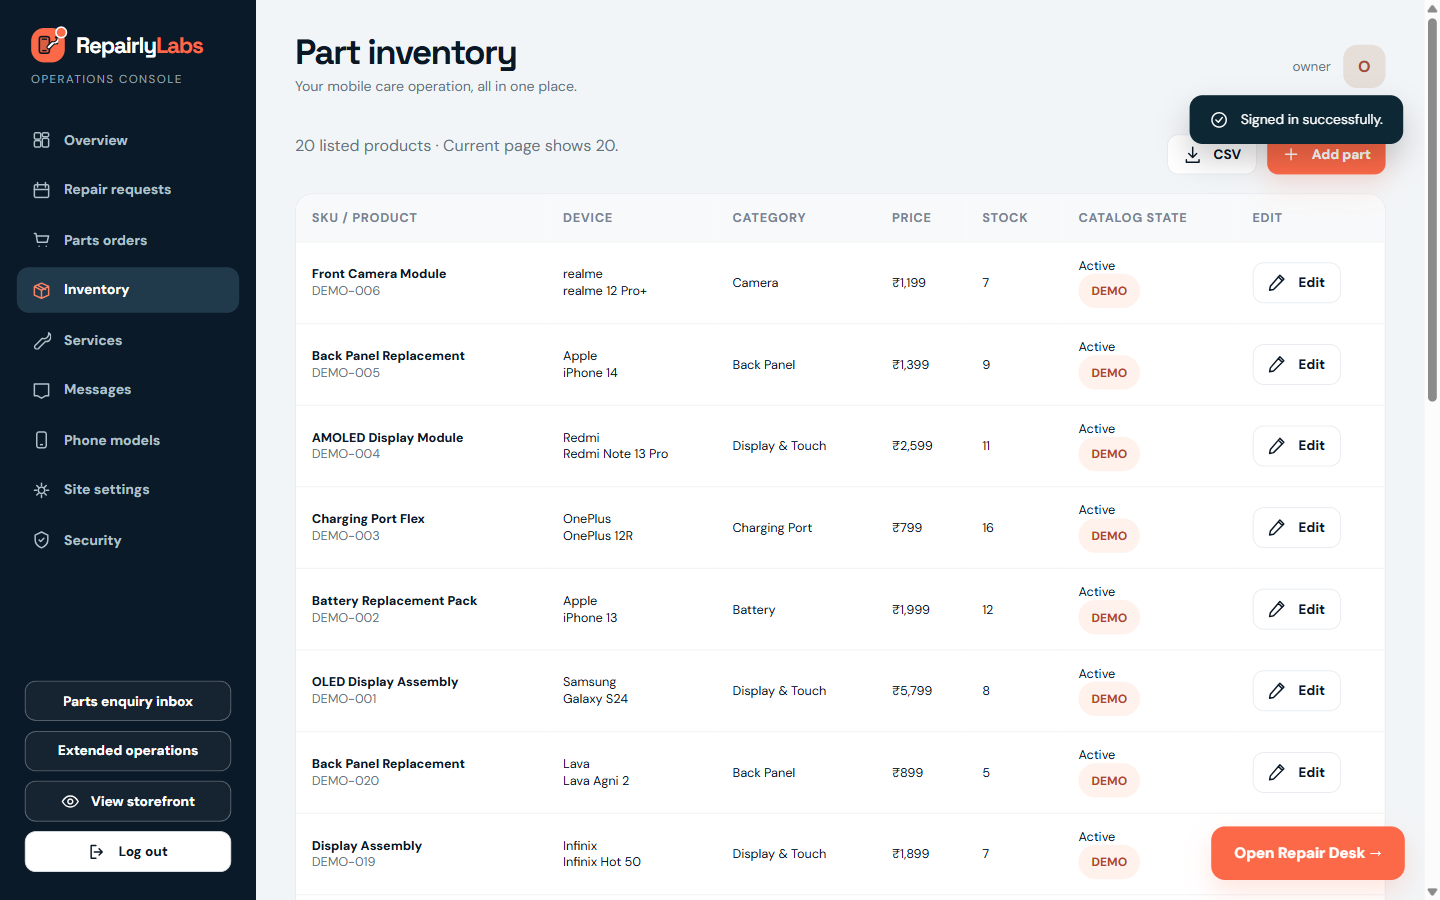 RepairlyLabs
OPERATIONS CONSOLE
Overview
Repair requests
Parts orders
Inventory
Services
Messages
Phone models
Site settings
Security
Parts enquiry inbox
Extended operations
View storefront
Log out
Part inventory
Your mobile care operation, all in one place.
owner
O
Signed in successfully.
20 listed products · Current page shows 20.
CSV
Add part
SKU / PRODUCT DEVICE CATEGORY PRICE STOCK CATALOG STATE EDIT
Front Camera Module
DEMO-006
realme
realme 12 Pro+
Camera
₹1,199
7
Active
DEMO
Edit
Back Panel Replacement
DEMO-005
Apple
iPhone 14
Back Panel
₹1,399
9
Active
DEMO
Edit
AMOLED Display Module
DEMO-004
Redmi
Redmi Note 13 Pro
Display & Touch
₹2,599
11
Active
DEMO
Edit
Charging Port Flex
DEMO-003
OnePlus
OnePlus 12R
Charging Port
₹799
16
Active
DEMO
Edit
Battery Replacement Pack
DEMO-002
Apple
iPhone 13
Battery
₹1,999
12
Active
DEMO
Edit
OLED Display Assembly
DEMO-001
Samsung
Galaxy S24
Display & Touch
₹5,799
8
Active
DEMO
Edit
Back Panel Replacement
DEMO-020
Lava
Lava Agni 2
Back Panel
₹899
5
Active
DEMO
Edit
Display Assembly
DEMO-019
Infinix
Infinix Hot 50
Display & Touch
₹1,899
7
Active
DEMO
Open Repair Desk →